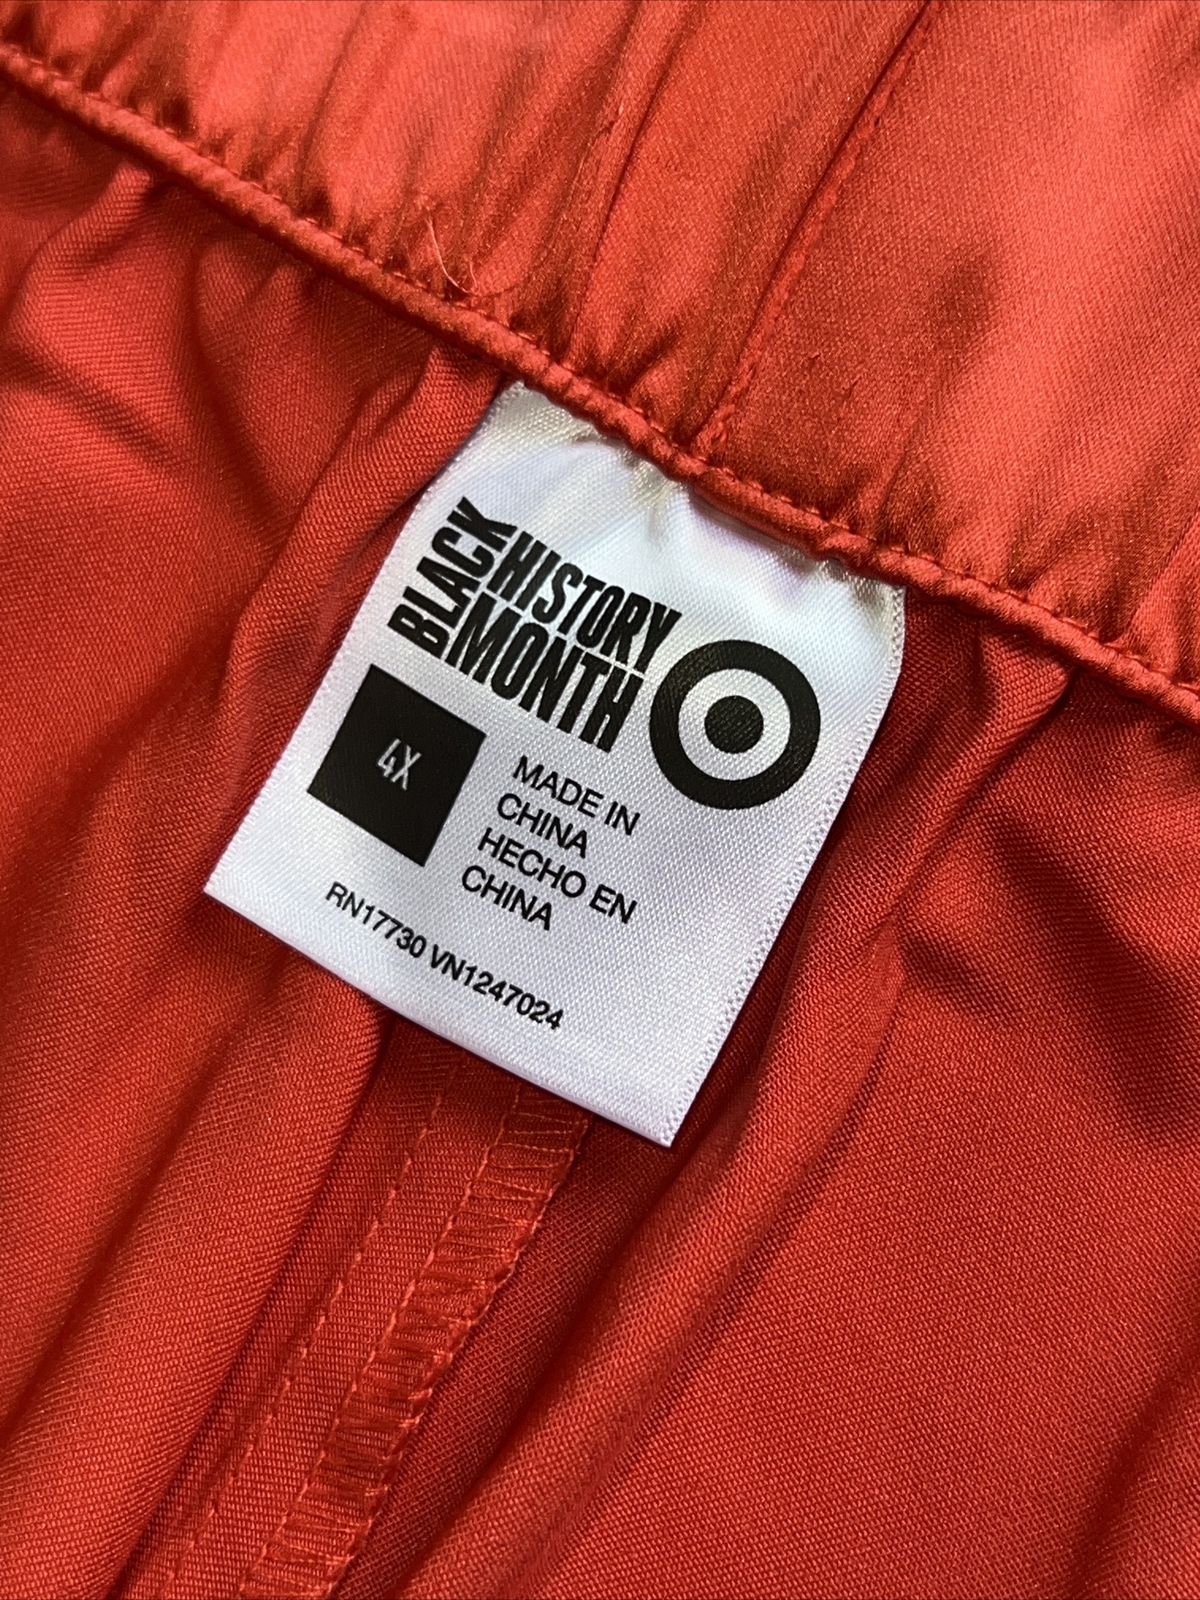 BLACK
HISTORY
MONTH
4X
MADE IN
CHINA
HECHO EN
CHINA
RN17730 VN1247024